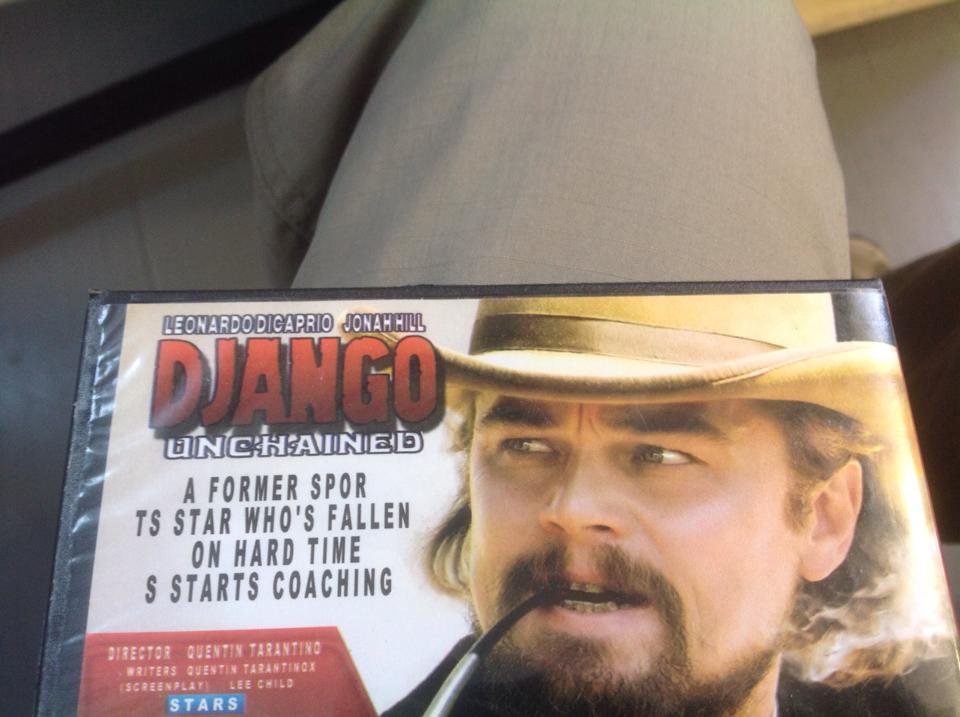 LEONARDO DICAPRIO JONAH HILL
DJANGO
UNCHAINED
A FORMER SPOR
TS STAR WHO'S FALLEN
ON HARD TIME
S STARTS COACHING
DIRECTOR QUENTIN TARANTINO
WRITERS QUENTIN TARANTINOX
(SCREENPLAY) LEE CHILD
STARS